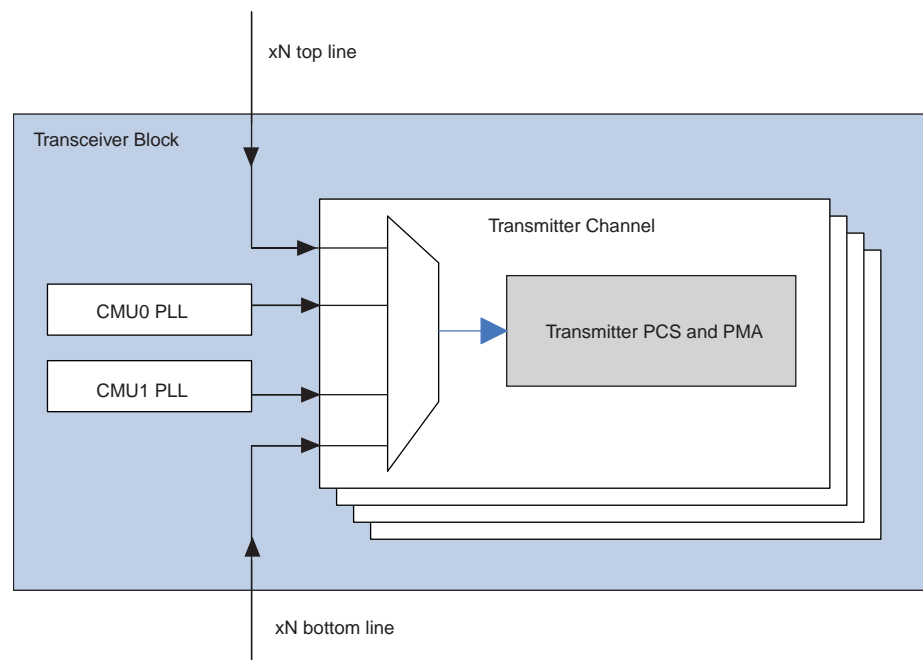 xN top line
Transceiver Block
Transmitter Channel
CMU0 PLL
Transmitter PCS and PMA
CMU1 PLL
xN bottom line